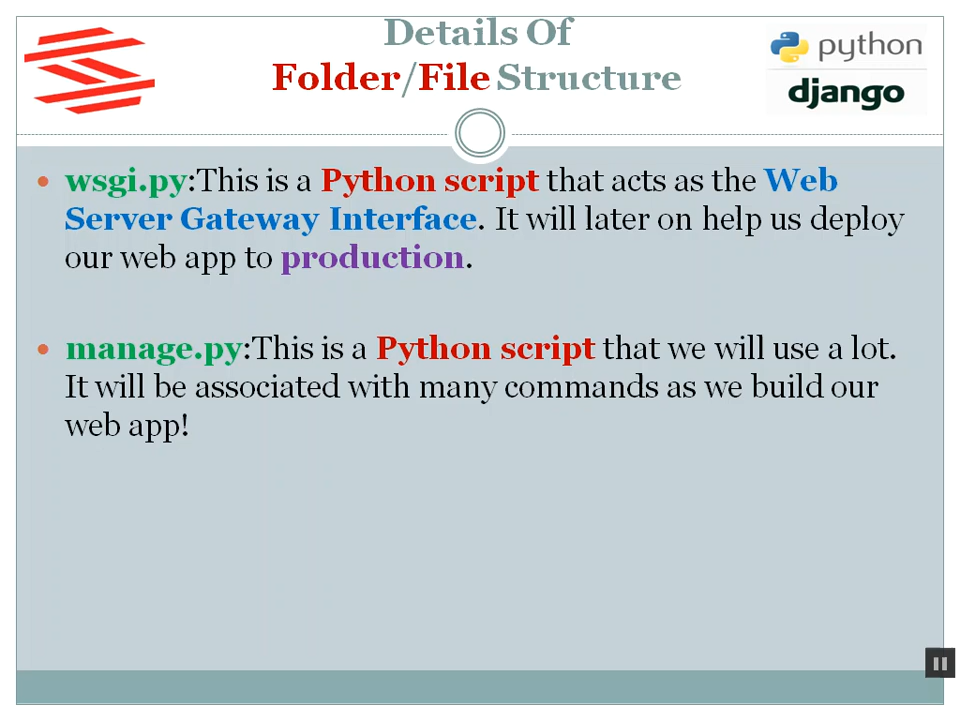 Details Of
Folder/File Structure
python
django
wsgi.py:This is a Python script that acts as the Web
Server Gateway Interface. It will later on help us deploy
our web app to production.
manage.py:This is a Python script that we will use a lot.
It will be associated with many commands as we build our
web app!